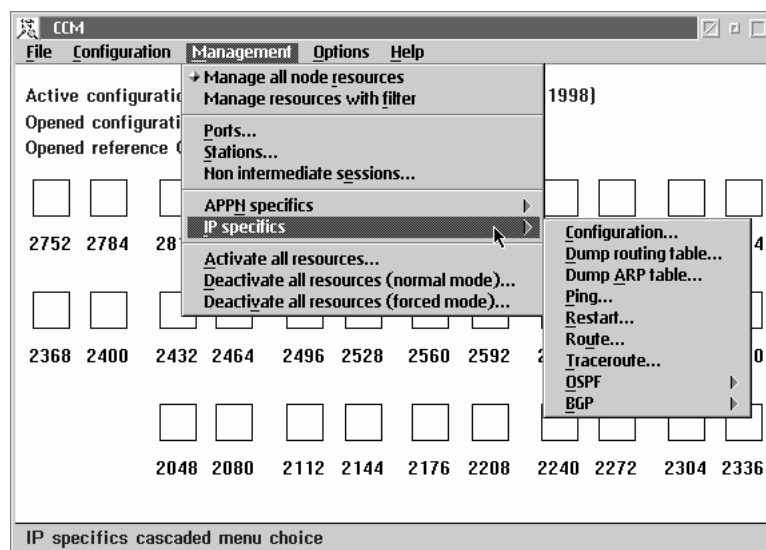 CCM
File Configuration Management Options Help
Manage all node resources
Manage resources with filter
Active configuratio
1998)
Opened configurati
Opened reference
Ports...
Stations...
Non intermediate sessions...
APPN specifics
IP specifics
Activate all resources...
Deactivate all resources (normal mode)...
Deactivate all resources (forced mode)...
Configuration...
Dump routing table...
Dump ARP table...
Ping...
Restart...
Route...
Traceroute...
OSPF
BGP
2752 2784 28 4
2368 2400 2432 2464 2496 2528 2560 2592 2 0
2048 2080 2112 2144 2176 2208 2240 2272 2304 2336
IP specifics cascaded menu choice